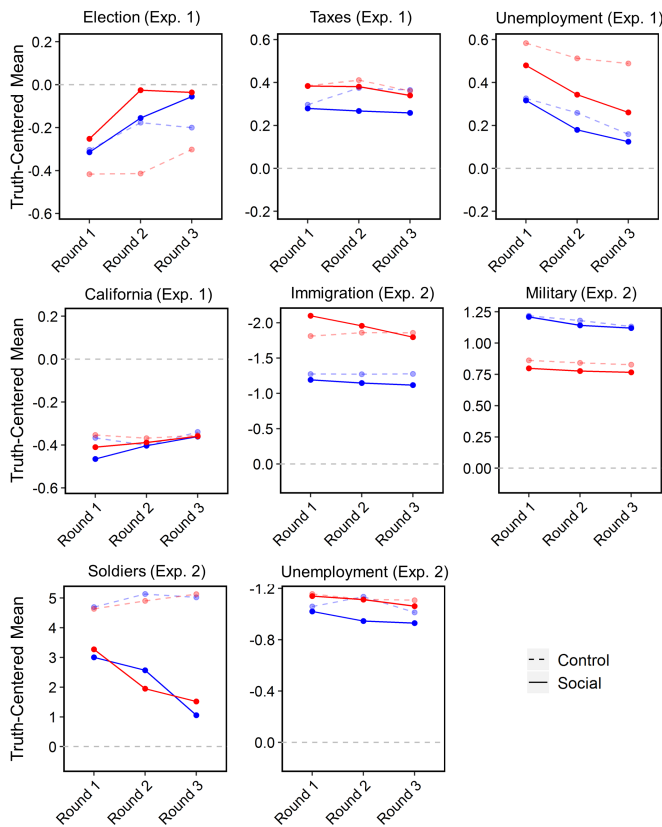 Election (Exp. 1)
Taxes (Exp. 1)
Unemployment (Exp. 1)
Truth-Centered Mean
0.2
0.0
-0.2
-0.4
-0.6
0.6
0.4
0.2
0.0
-0.2
0.6
0.4
0.2
0.0
-0.2
Round 1
Round 2
Round 3
Round 1
Round 2
Round 3
Round 1
Round 2
Round 3
California (Exp. 1)
Immigration (Exp. 2)
Military (Exp. 2)
Truth-Centered Mean
0.2
0.0
-0.2
-0.4
-0.6
-2.0
-1.5
-1.0
-0.5
0.0
1.25
1.00
0.75
0.50
0.25
0.00
Round 1
Round 2
Round 3
Round 1
Round 2
Round 3
Round 1
Round 2
Round 3
Soldiers (Exp. 2)
Unemployment (Exp. 2)
Truth-Centered Mean
5
4
3
2
1
0
-1.2
-0.8
-0.4
0.0
Control
Social
Round 1
Round 2
Round 3
Round 1
Round 2
Round 3